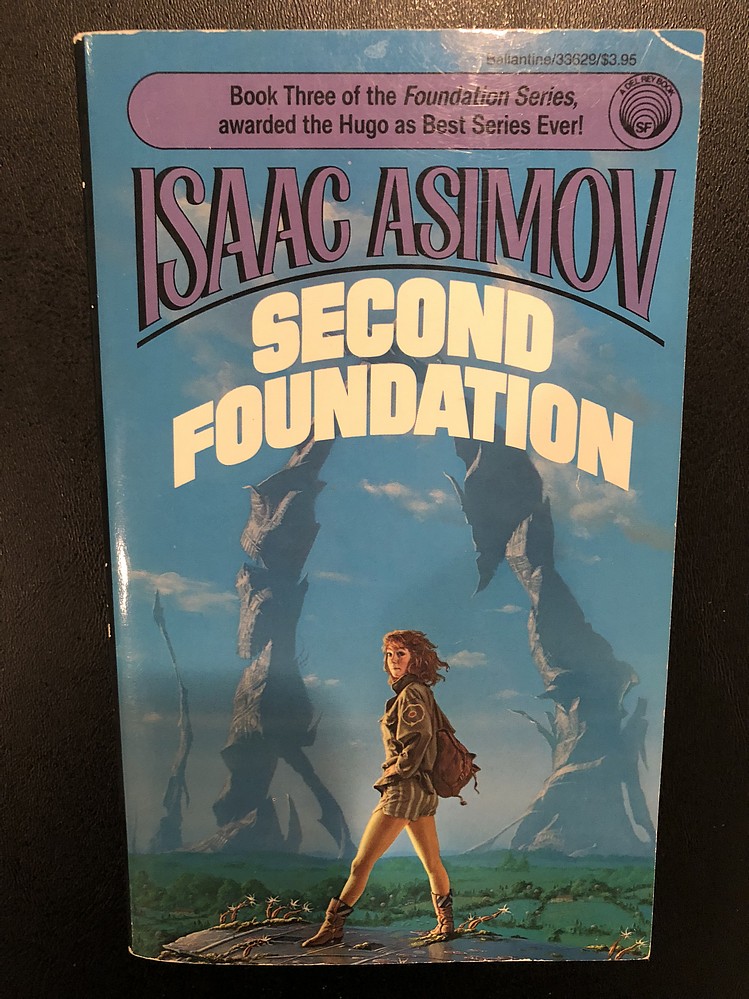 Ballantine/33629/$3.95
Book Three of the Foundation Series,
awarded the Hugo as Best Series Ever!
A DEL REY BOOK
SF
ISAAC ASIMOV
SECOND
FOUNDATION